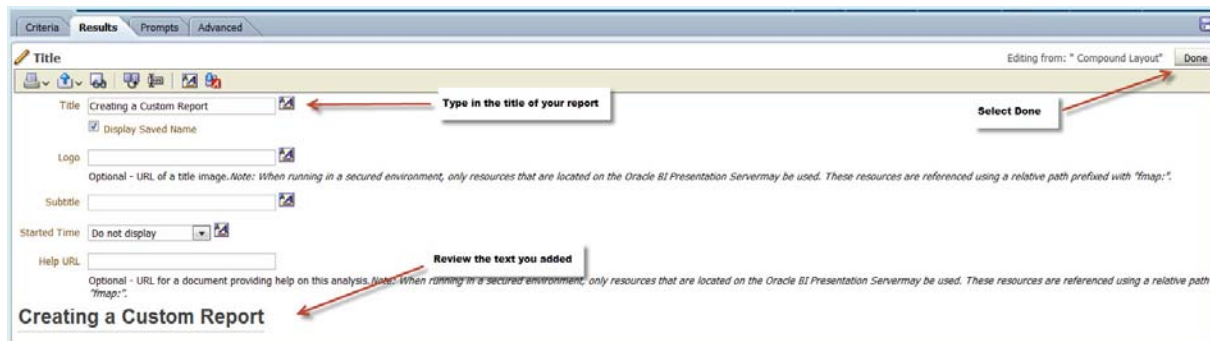 Criteria Results Prompts Advanced
Title
Editing from: " Compound Layout" Done
Title Creating a Custom Report
Type in the title of your report
Select Done
Display Saved Name
Logo
Optional - URL of a title image.Note: When running in a secured environment, only resources that are located on the Oracle BI Presentation Servermay be used. These resources are referenced using a relative path prefixed with "fmap:".
Subtitle
Started Time Do not display
Help URL
Review the text you added
Optional - URL for a document providing help on this analysis.Note: When running in a secured environment, only resources that are located on the Oracle BI Presentation Servermay be used. These resources are referenced using a relative path
"fmap:".
Creating a Custom Report